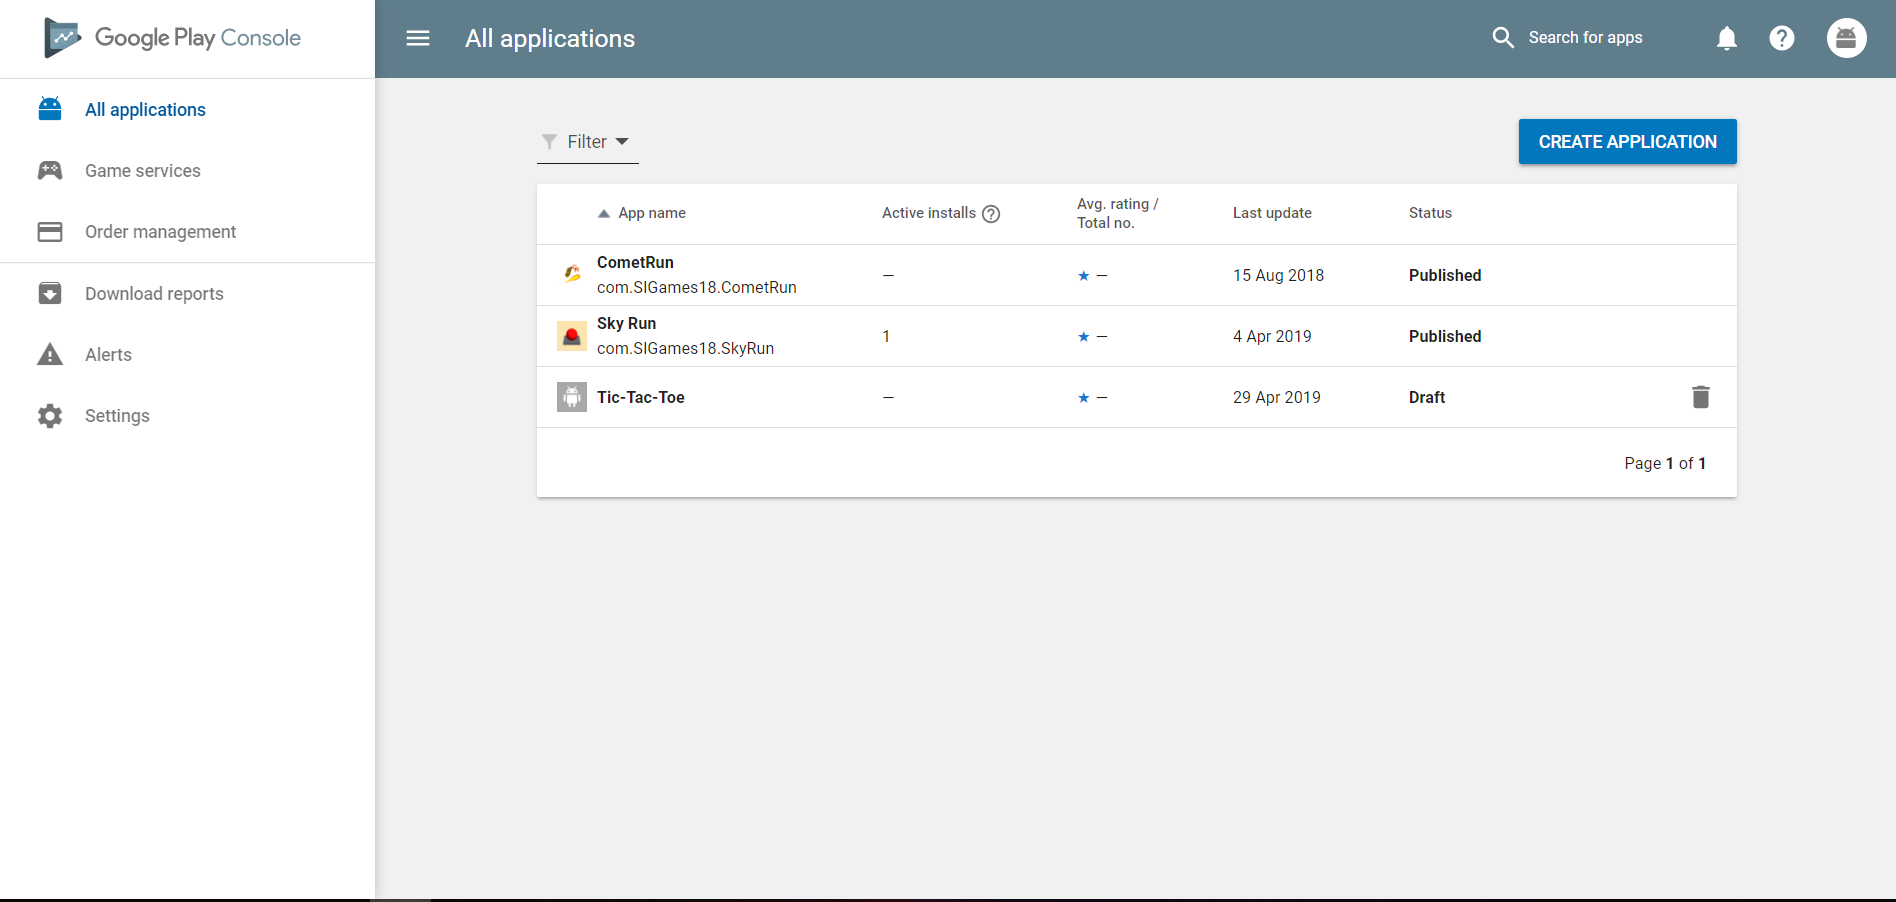 Google Play Console
All applications
Search for apps
All applications
Game services
Order management
Download reports
Alerts
Settings
Filter
CREATE APPLICATION
App name
Active installs
Avg. rating /
Total no.
Last update
Status
CometRun
com.SIGames18.CometRun
—
★ —
15 Aug 2018
Published
Sky Run
com.SIGames18.SkyRun
1
★ —
4 Apr 2019
Published
Tic-Tac-Toe
—
★ —
29 Apr 2019
Draft
Page 1 of 1